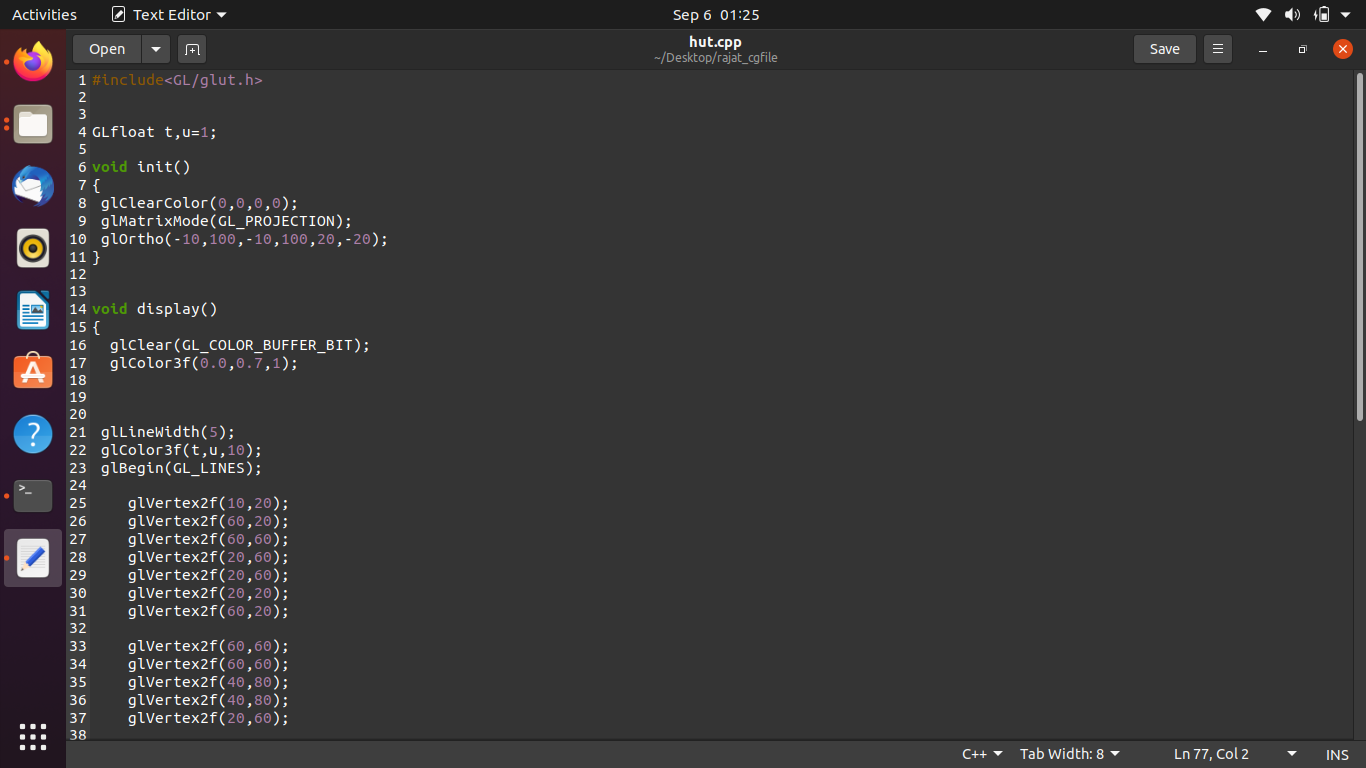 Activities Text Editor Sep 6 01:25
Open hut.cpp Save
~/Desktop/rajat_cgfile
1 #include<GL/glut.h>
2
3
4 GLfloat t,u=1;
5
6 void init()
7 {
8 glClearColor(0,0,0,0);
9 glMatrixMode(GL_PROJECTION);
10 glOrtho(-10,100,-10,100,20,-20);
11 }
12
13
14 void display()
15 {
16 glClear(GL_COLOR_BUFFER_BIT);
17 glColor3f(0.0,0.7,1);
18
19
20
21 glLineWidth(5);
22 glColor3f(t,u,10);
23 glBegin(GL_LINES);
24
25 glVertex2f(10,20);
26 glVertex2f(60,20);
27 glVertex2f(60,60);
28 glVertex2f(20,60);
29 glVertex2f(20,60);
30 glVertex2f(20,20);
31 glVertex2f(60,20);
32
33 glVertex2f(60,60);
34 glVertex2f(60,60);
35 glVertex2f(40,80);
36 glVertex2f(40,80);
37 glVertex2f(20,60);
38
C++ Tab Width: 8 Ln 77, Col 2 INS